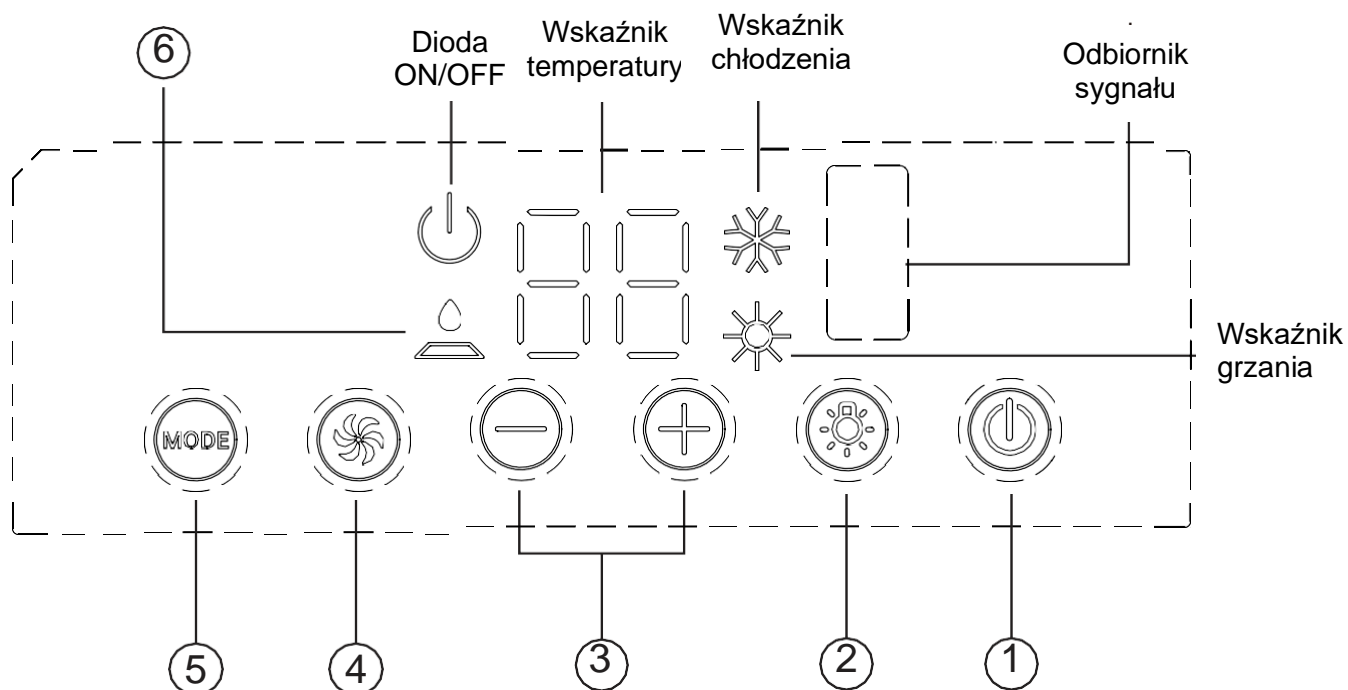 6
Dioda
ON/OFF
Wskaźnik
temperatury
Wskaźnik
chłodzenia
Odbiornik
sygnału
Wskaźnik
grzania
MODE
5
4
3
2
1